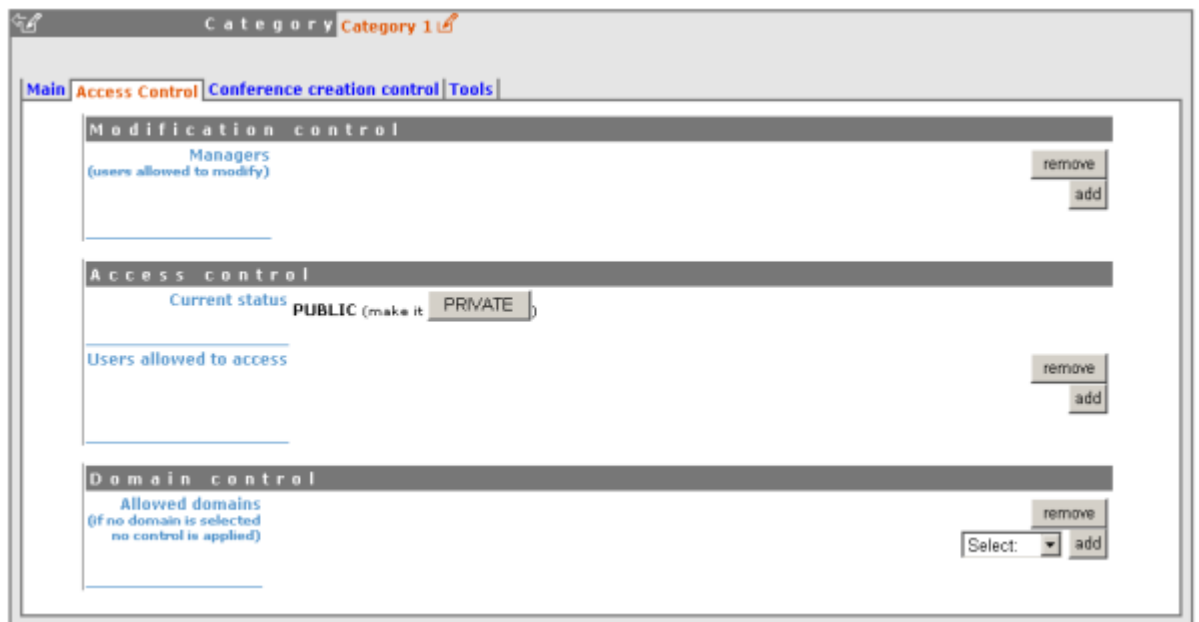 Category Category 1
Main Access Control Conference creation control Tools
Modification control
Managers
(users allowed to modify)
remove
add
Access control
Current status PUBLIC (make it PRIVATE )
Users allowed to access
remove
add
Domain control
Allowed domains
(if no domain is selected
no control is applied)
remove
Select: add